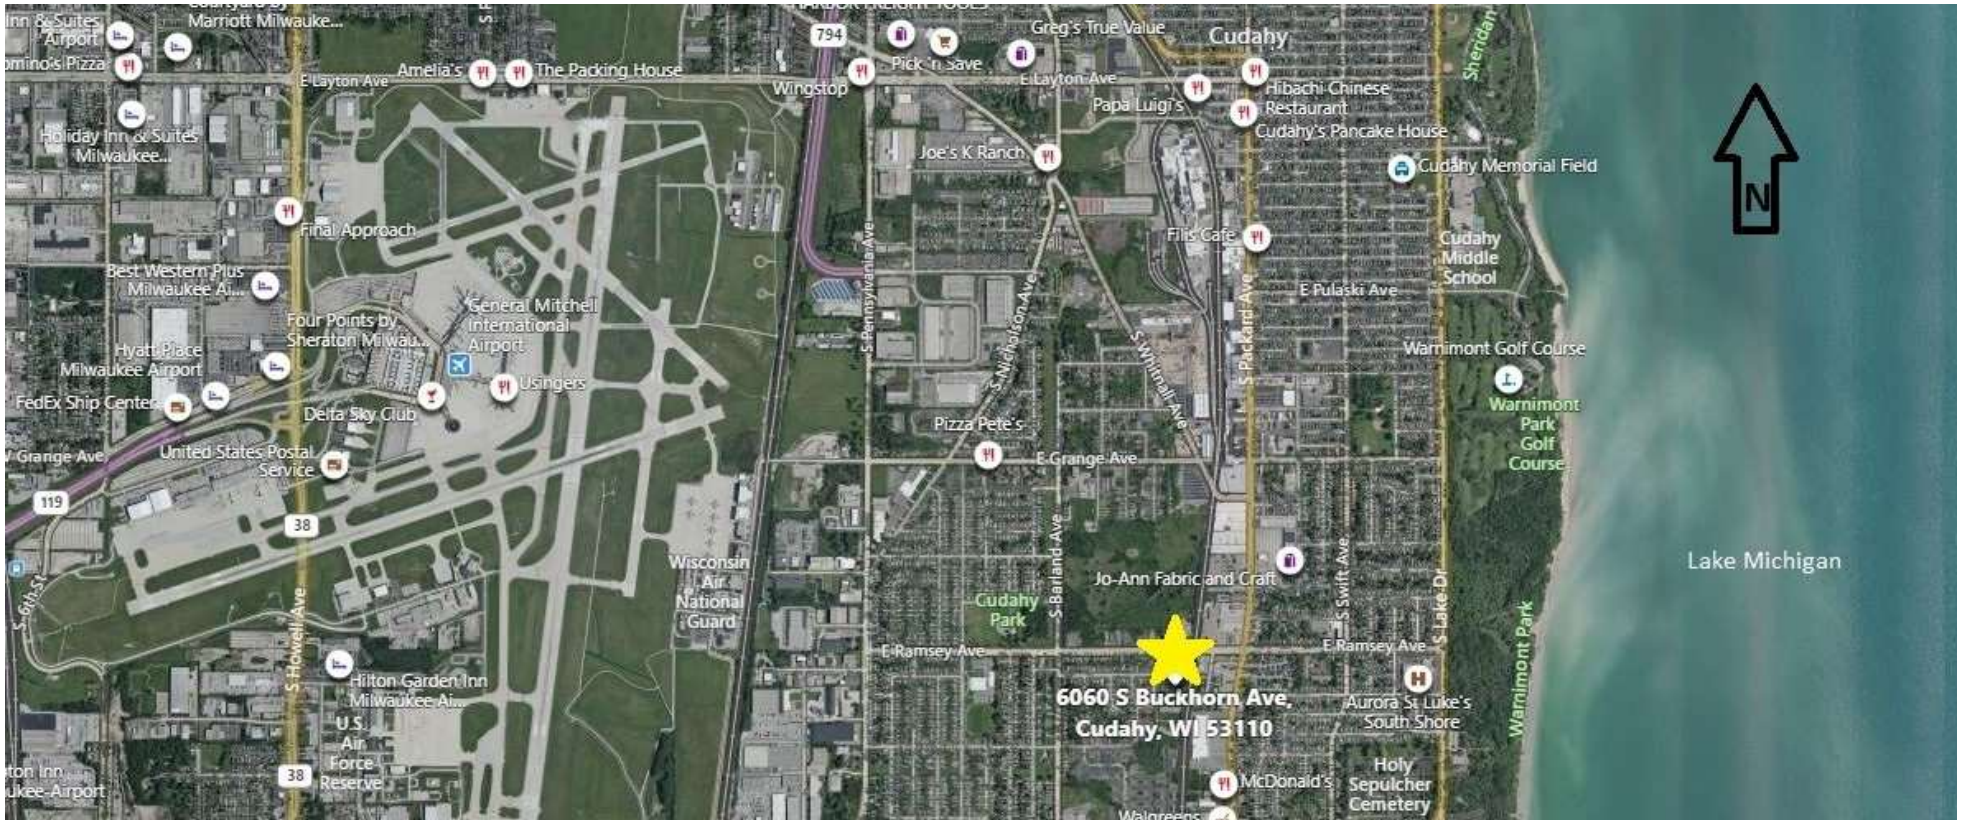 Inn & Suites
Airport
Marriott Milwauke...
794
Greg's True Value
Cudahy
Sheridan
omino's Pizza
Amelia's
The Packing House
Pick 'n Save
E Layton Ave
Wingstop
E Layton Ave
Hibachi Chinese
Restaurant
Papa Luigi's
Holiday Inn & Suites
Milwaukee...
Cudahy's Pancake House
Joe's K Ranch
Cudahy Memorial Field
N
Final Approach
S Pennsylvania Ave
Filis Cafe
Cudahy
Middle
School
Best Western Plus
Milwaukee Ai...
E Pulaski Ave
General Mitchell
International
Airport
Four Points by
Sheraton Milwau...
S Nicholson Ave
S Whitnall Ave
S Packard Ave
Hyatt Place
Milwaukee Airport
Warnimont Golf Course
Usingers
FedEx Ship Center
Delta Sky Club
Warnimont
Park
Golf
Course
Pizza Pete's
United States Postal
Service
W Grange Ave
E Grange Ave
119
38
Wisconsin
Air
National
Guard
S Barland Ave
Jo-Ann Fabric and Craft
S Swift Ave
S Lake Dr
Lake Michigan
S 6th St
S Howell Ave
Cudahy
Park
Warnimont Park
E Ramsey Ave
E Ramsey Ave
Hilton Garden Inn
Milwaukee Ai...
6060 S Buckhorn Ave,
Cudahy, WI 53110
H
Aurora St Luke's
South Shore
U.S.
Air
Force
Reserve
38
ton Inn
ukee-Airport
McDonald's
Holy
Sepulcher
Cemetery
Walgreens